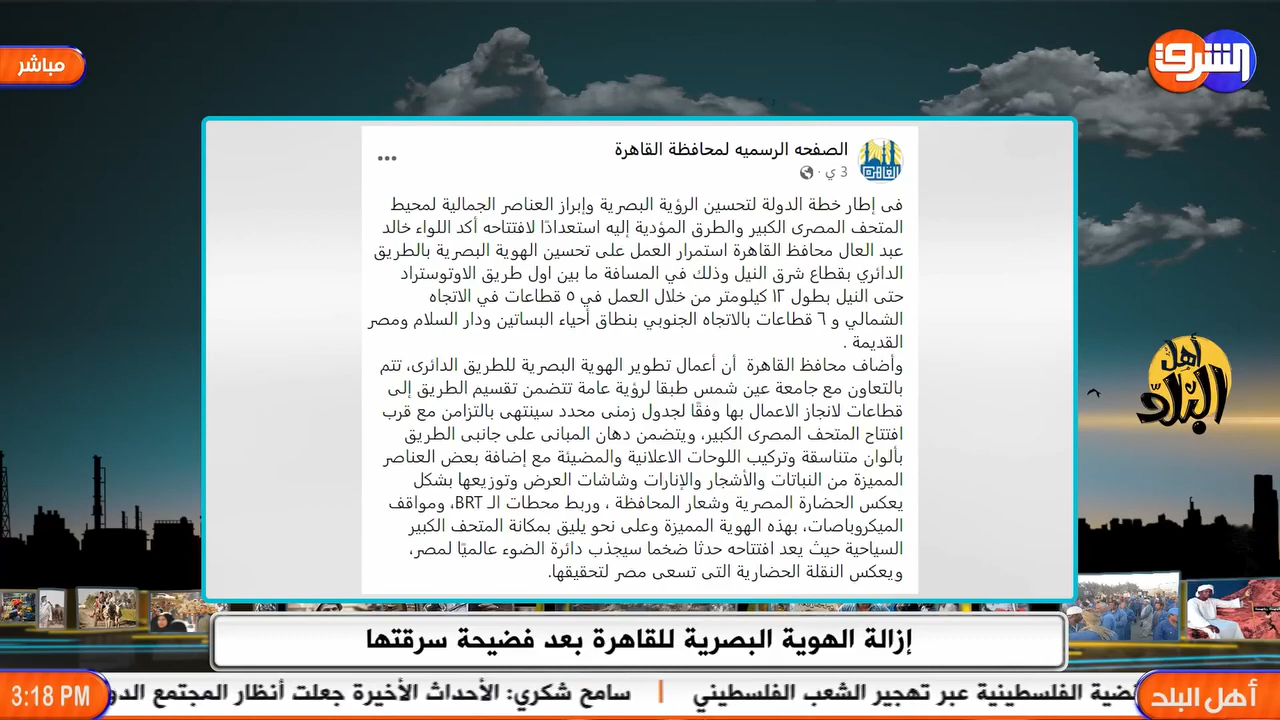 مباشر
الشرق
الصفحه الرسميه لمحافظة القاهرة
3 ي ·
القاهرة
فى إطار خطة الدولة لتحسين الرؤية البصرية وإبراز العناصر الجمالية لمحيط
المتحف المصرى الكبير والطرق المؤدية إليه استعدادًا لافتتاحه أكد اللواء خالد
عبد العال محافظ القاهرة استمرار العمل على تحسين الهوية البصرية بالطريق
الدائري بقطاع شرق النيل وذلك في المسافة ما بين اول طريق الاوتوستراد
حتى النيل بطول ١٢ كيلومتر من خلال العمل في ٥ قطاعات في الاتجاه
الشمالي و ٦ قطاعات بالاتجاه الجنوبي بنطاق أحياء البساتين ودار السلام ومصر
القديمة .
وأضاف محافظ القاهرة أن أعمال تطوير الهوية البصرية للطريق الدائرى، تتم
بالتعاون مع جامعة عين شمس طبقا لرؤية عامة تتضمن تقسيم الطريق إلى
قطاعات لانجاز الاعمال بها وفقًا لجدول زمنى محدد سينتهى بالتزامن مع قرب
افتتاح المتحف المصرى الكبير، ويتضمن دهان المبانى على جانبى الطريق
بألوان متناسقة وتركيب اللوحات الاعلانية والمضيئة مع إضافة بعض العناصر
المميزة من النباتات والأشجار والإنارات وشاشات العرض وتوزيعها بشكل
يعكس الحضارة المصرية وشعار المحافظة ، وربط محطات الـ BRT، ومواقف
الميكروباصات، بهذه الهوية المميزة وعلى نحو يليق بمكانة المتحف الكبير
السياحية حيث يعد افتتاحه حدثا ضخما سيجذب دائرة الضوء عالميًا لمصر،
ويعكس النقلة الحضارية التى تسعى مصر لتحقيقها.
أهل
البلد
إزالة الهوية البصرية للقاهرة بعد فضيحة سرقتها
أهل البلد
ضية الفلسطينية عبر تهجير الشعب الفلسطيني | سامح شكري: الأحداث الأخيرة جعلت أنظار المجتمع الدو
3:18 PM